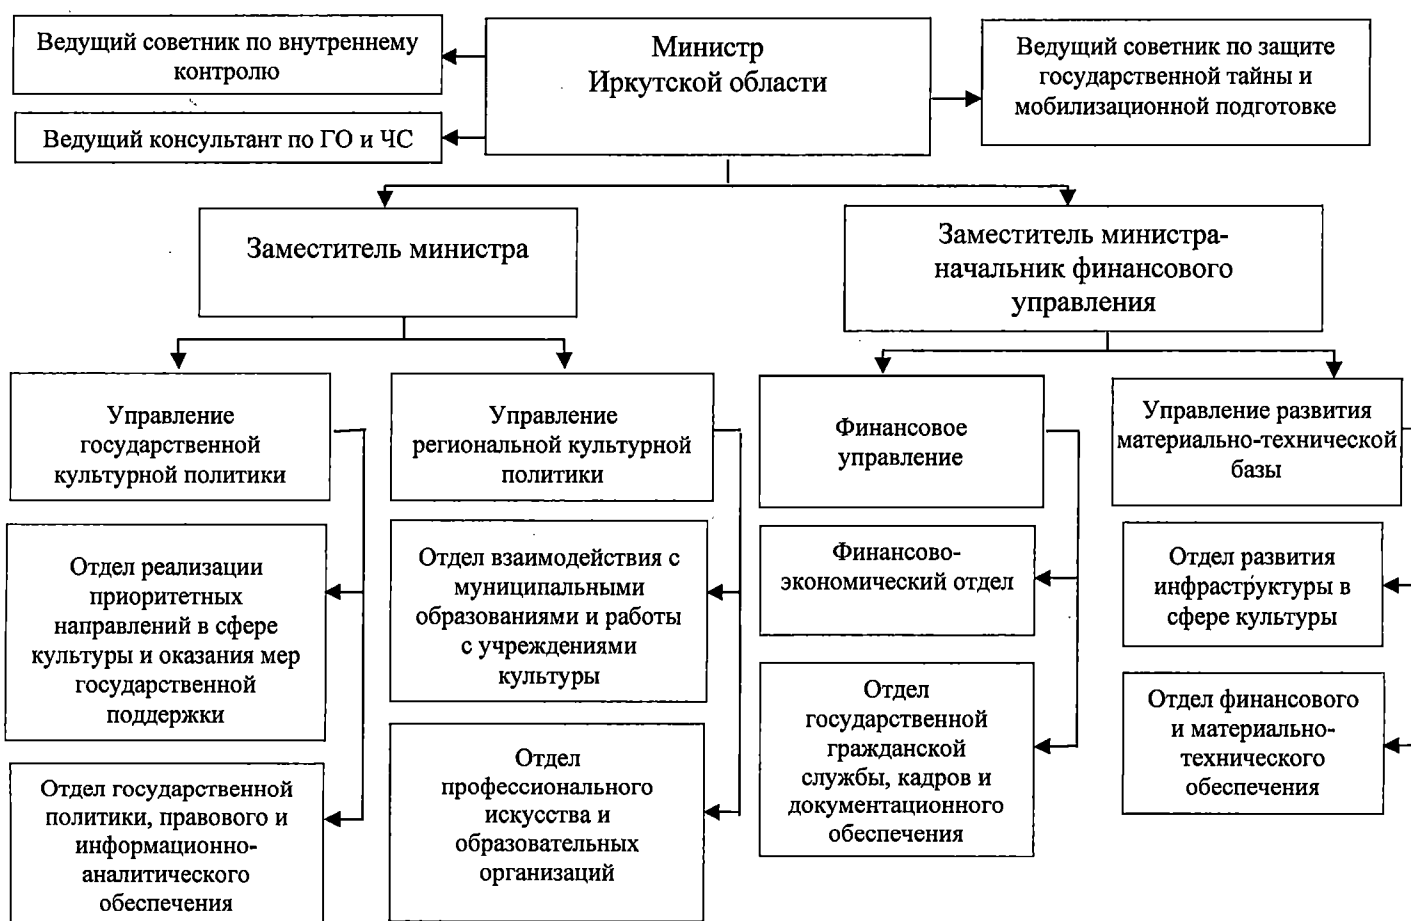 Ведущий советник по внутреннему
контролю
Министр
Иркутской области
Ведущий советник по защите
государственной тайны и
мобилизационной подготовке
Ведущий консультант по ГО и ЧС
Заместитель министра
Заместитель министра-
начальник финансового
управления
Управление
государственной
культурной политики
Управление
региональной культурной
политики
Финансовое
управление
Управление развития
материально-технической
базы
Отдел реализации
приоритетных
направлений в сфере
культуры и оказания мер
государственной
поддержки
Отдел взаимодействия с
муниципальными
образованиями и работы
с учреждениями
культуры
Финансово-
экономический отдел
Отдел развития
инфраструктуры в
сфере культуры
Отдел государственной
политики, правового и
информационно-
аналитического
обеспечения
Отдел
профессионального
искусства и
образовательных
организаций
Отдел
государственной
гражданской
службы, кадров и
документационного
обеспечения
Отдел финансового
и материально-
технического
обеспечения